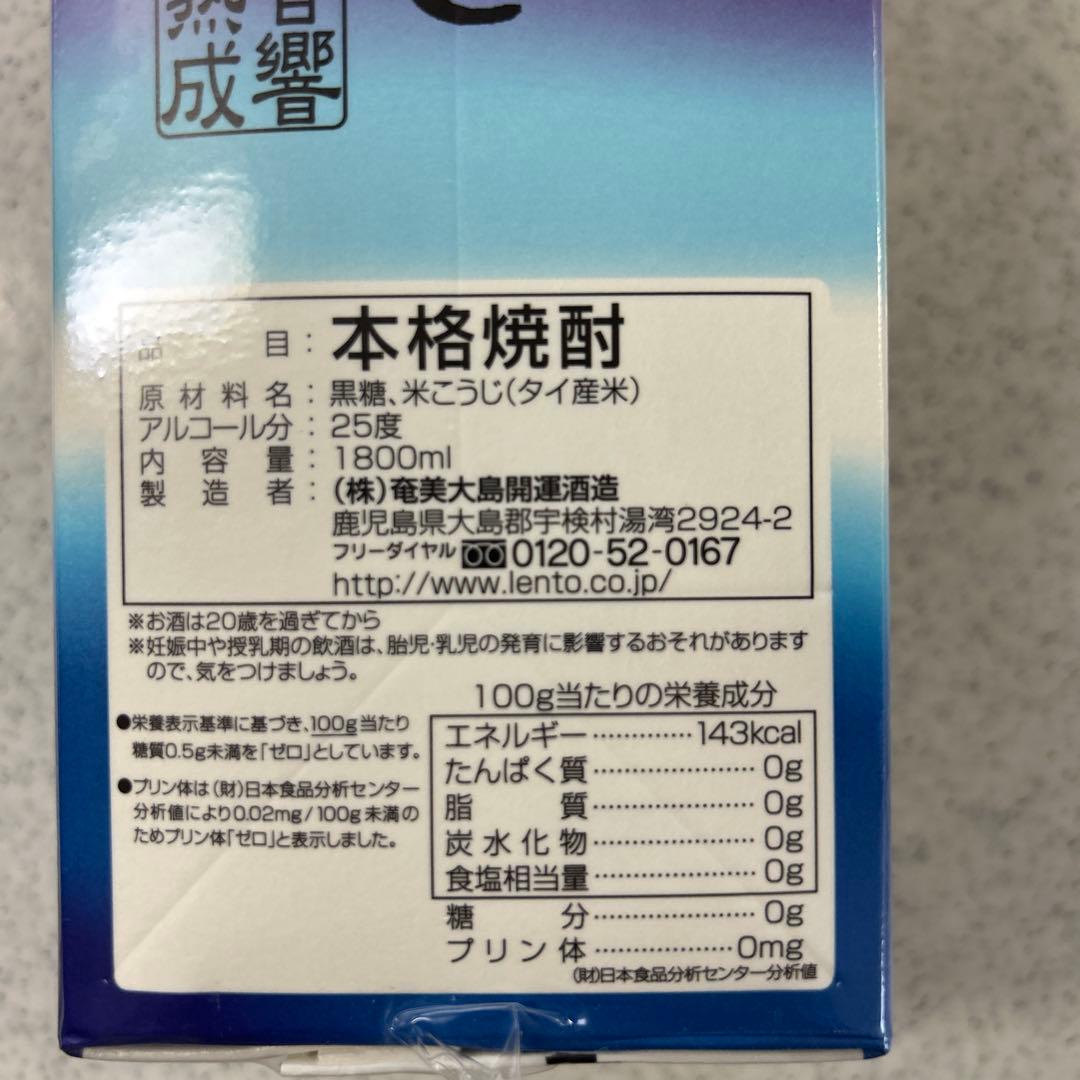 音響
熟成
品目：本格焼酎
原材料名：黒糖、米こうじ(タイ産米)
アルコール分：25度
内容量：1800ml
製造者：(株)奄美大島開運酒造
鹿児島県大島郡宇検村湯湾2924-2
フリーダイヤル 0120-52-0167
http://www.lento.co.jp/
※お酒は20歳を過ぎてから
※妊娠中や授乳期の飲酒は、胎児・乳児の発育に影響するおそれがあります
ので、気をつけましょう。
●栄養表示基準に基づき、100g当たり
糖質0.5g未満を「ゼロ」としています。
●プリン体は(財)日本食品分析センター
分析値により0.02mg/100g未満の
ためプリン体「ゼロ」と表示しました。
100g当たりの栄養成分
エネルギー‥‥‥‥‥143kcal
たんぱく質‥‥‥‥‥0g
脂質‥‥‥‥‥0g
炭水化物‥‥‥‥‥0g
食塩相当量‥‥‥‥‥0g
糖分‥‥‥‥‥0g
プリン体‥‥‥‥‥0mg
(財)日本食品分析センター分析値